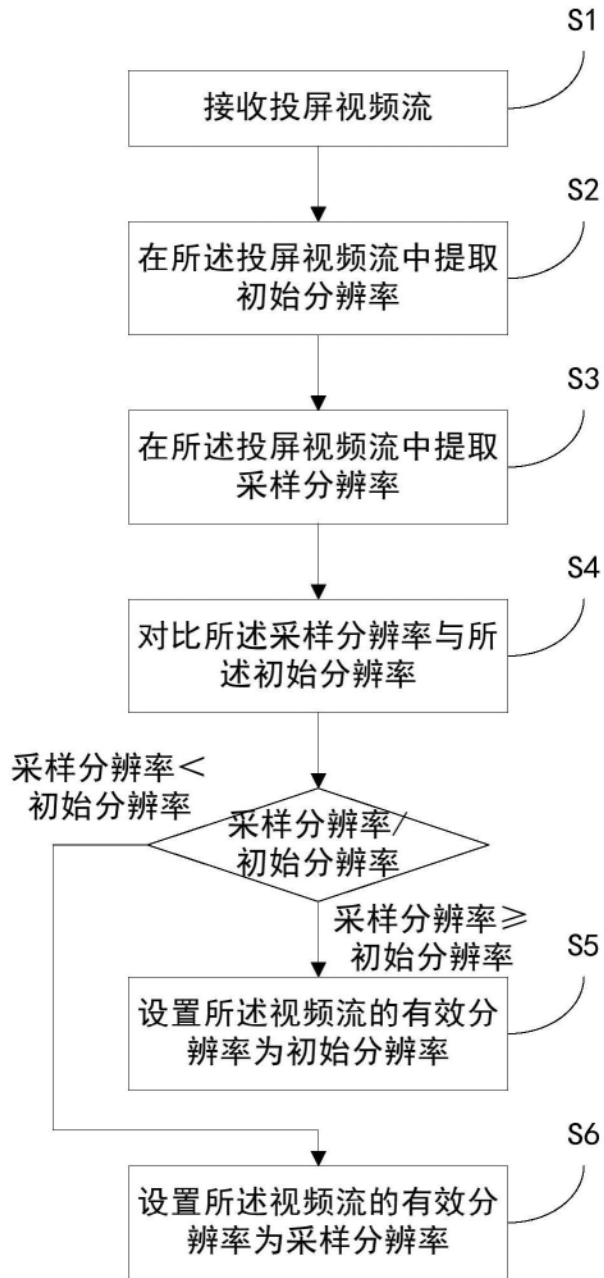 S1
接收投屏视频流
S2
在所述投屏视频流中提取
初始分辨率
S3
在所述投屏视频流中提取
采样分辨率
S4
对比所述采样分辨率与所
述初始分辨率
采样分辨率<
初始分辨率
采样分辨率/
初始分辨率
采样分辨率≥
初始分辨率
S5
设置所述视频流的有效分
辨率为初始分辨率
S6
设置所述视频流的有效分
辨率为采样分辨率